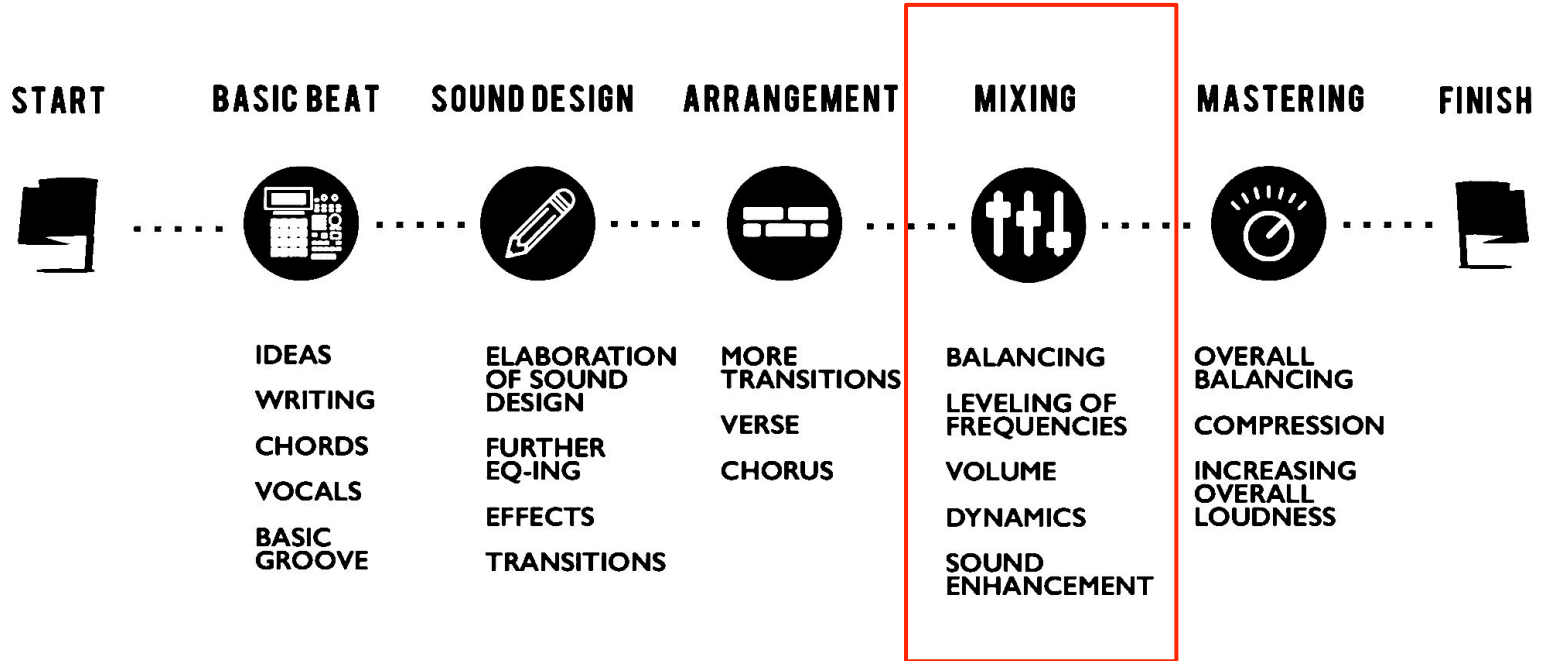 START
BASIC BEAT
SOUND DESIGN
ARRANGEMENT
MIXING
MASTERING
FINISH
IDEAS
WRITING
CHORDS
VOCALS
BASIC
GROOVE
ELABORATION
OF SOUND
DESIGN
FURTHER
EQ-ING
EFFECTS
TRANSITIONS
MORE
TRANSITIONS
VERSE
CHORUS
BALANCING
LEVELING OF
FREQUENCIES
VOLUME
DYNAMICS
SOUND
ENHANCEMENT
OVERALL
BALANCING
COMPRESSION
INCREASING
OVERALL
LOUDNESS